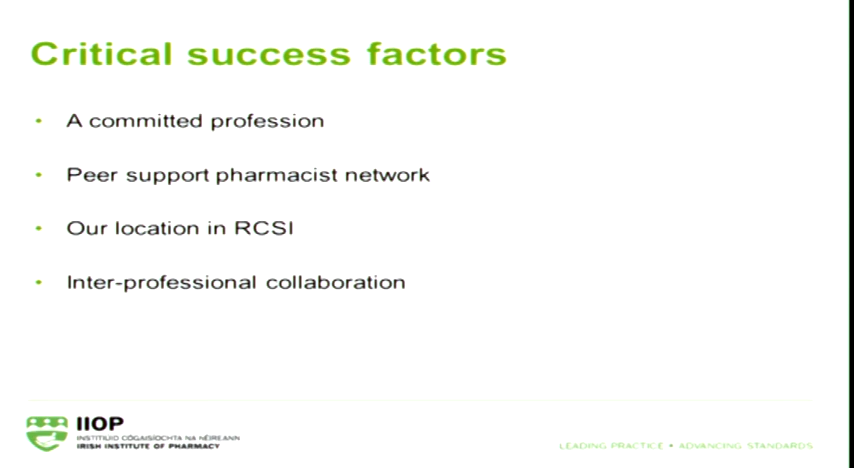 Critical success factors
• A committed profession
• Peer support pharmacist network
• Our location in RCSI
• Inter-professional collaboration
IIOP
INSTITIÚID CÓGAISÍOCHTA NA HÉIREANN
IRISH INSTITUTE OF PHARMACY
LEADING PRACTICE • ADVANCING STANDARDS